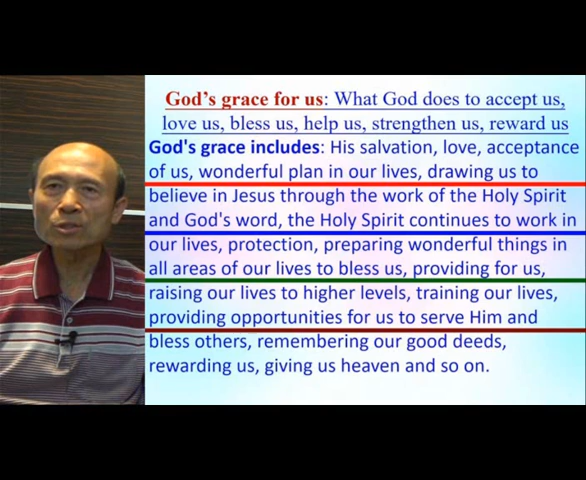 God's grace for us: What God does to accept us,
love us, bless us, help us, strengthen us, reward us
God's grace includes: His salvation, love, acceptance
of us, wonderful plan in our lives, drawing us to
believe in Jesus through the work of the Holy Spirit
and God's word, the Holy Spirit continues to work in
our lives, protection, preparing wonderful things in
all areas of our lives to bless us, providing for us,
raising our lives to higher levels, training our lives,
providing opportunities for us to serve Him and
bless others, remembering our good deeds,
rewarding us, giving us heaven and so on.